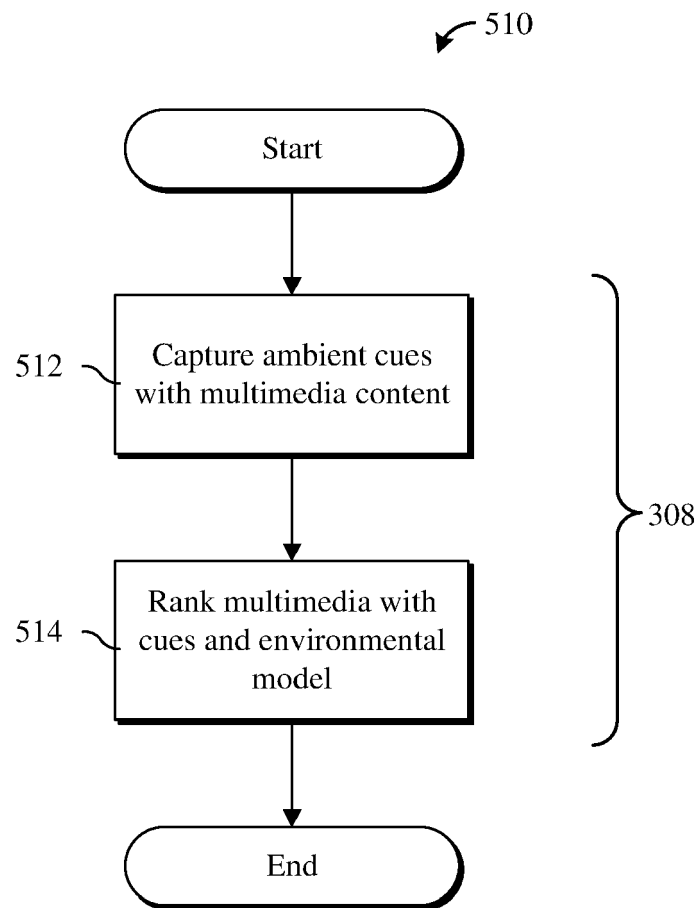 510
Start
512
Capture ambient cues
with multimedia content
308
514
Rank multimedia with
cues and environmental
model
End